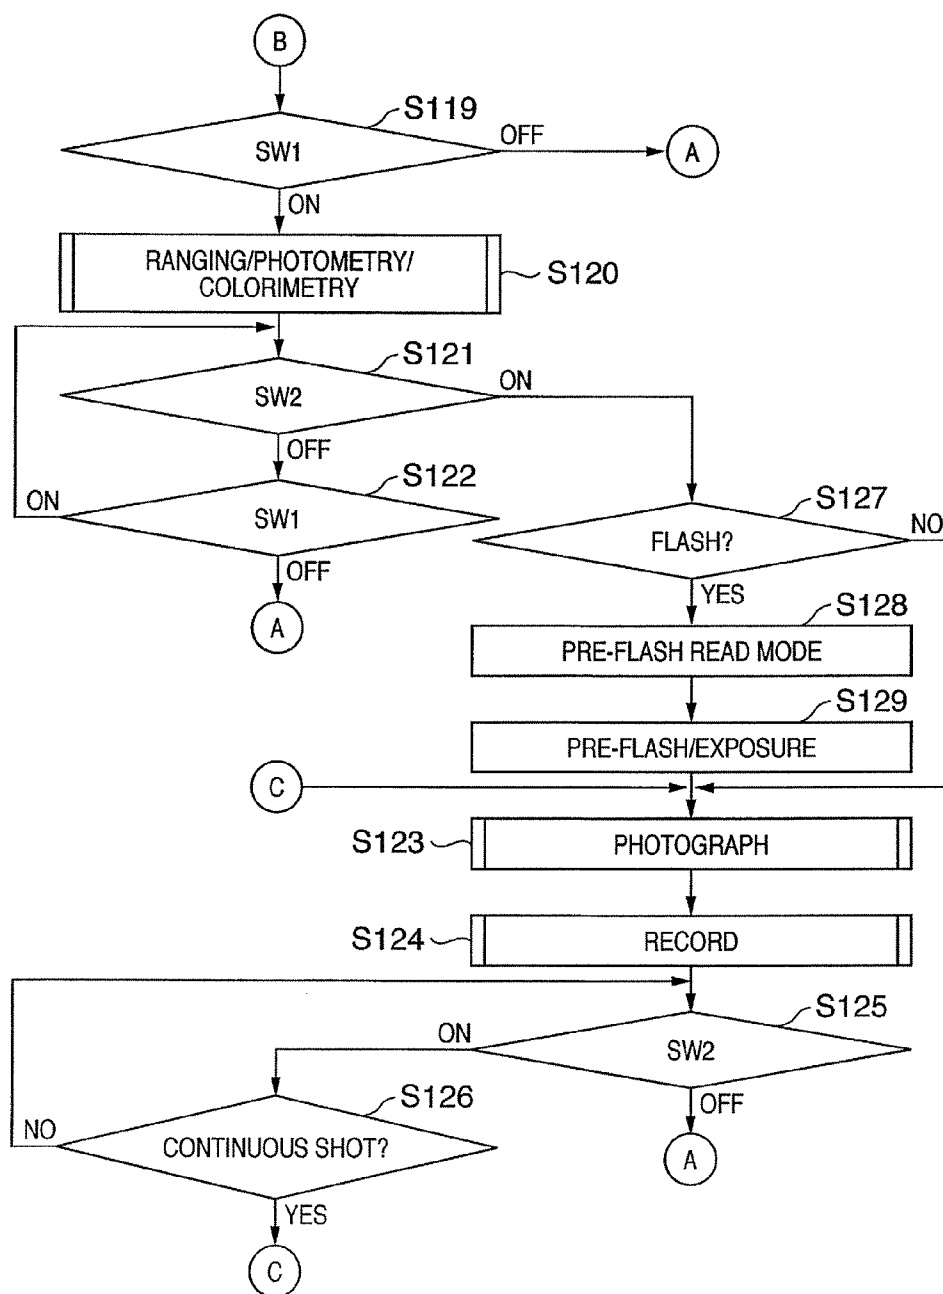 B
S119
SW1
OFF
A
ON
RANGING/PHOTOMETRY/
COLORIMETRY
S120
S121
SW2
ON
OFF
S122
ON
SW1
OFF
A
S127
FLASH?
NO
YES
S128
PRE-FLASH READ MODE
S129
PRE-FLASH/EXPOSURE
C
S123
PHOTOGRAPH
S124
RECORD
S125
ON
SW2
OFF
A
S126
NO
CONTINUOUS SHOT?
YES
C